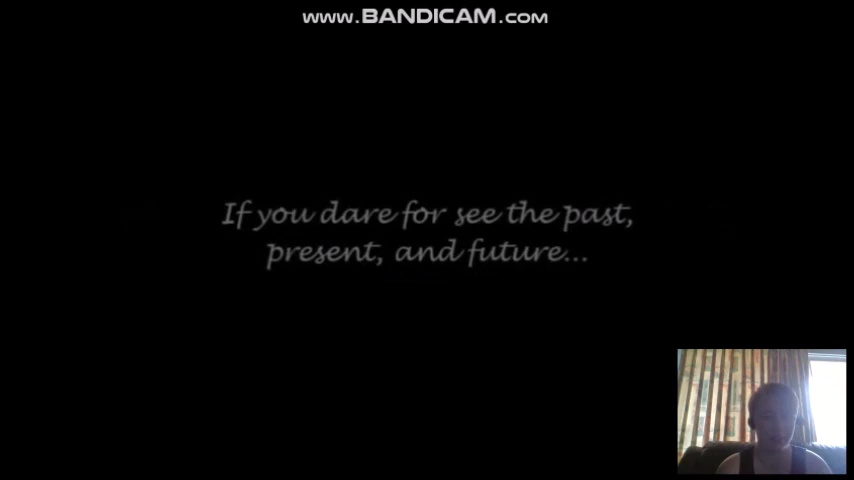 www.BANDICAM.com
If you dare for see the past,
present, and future...